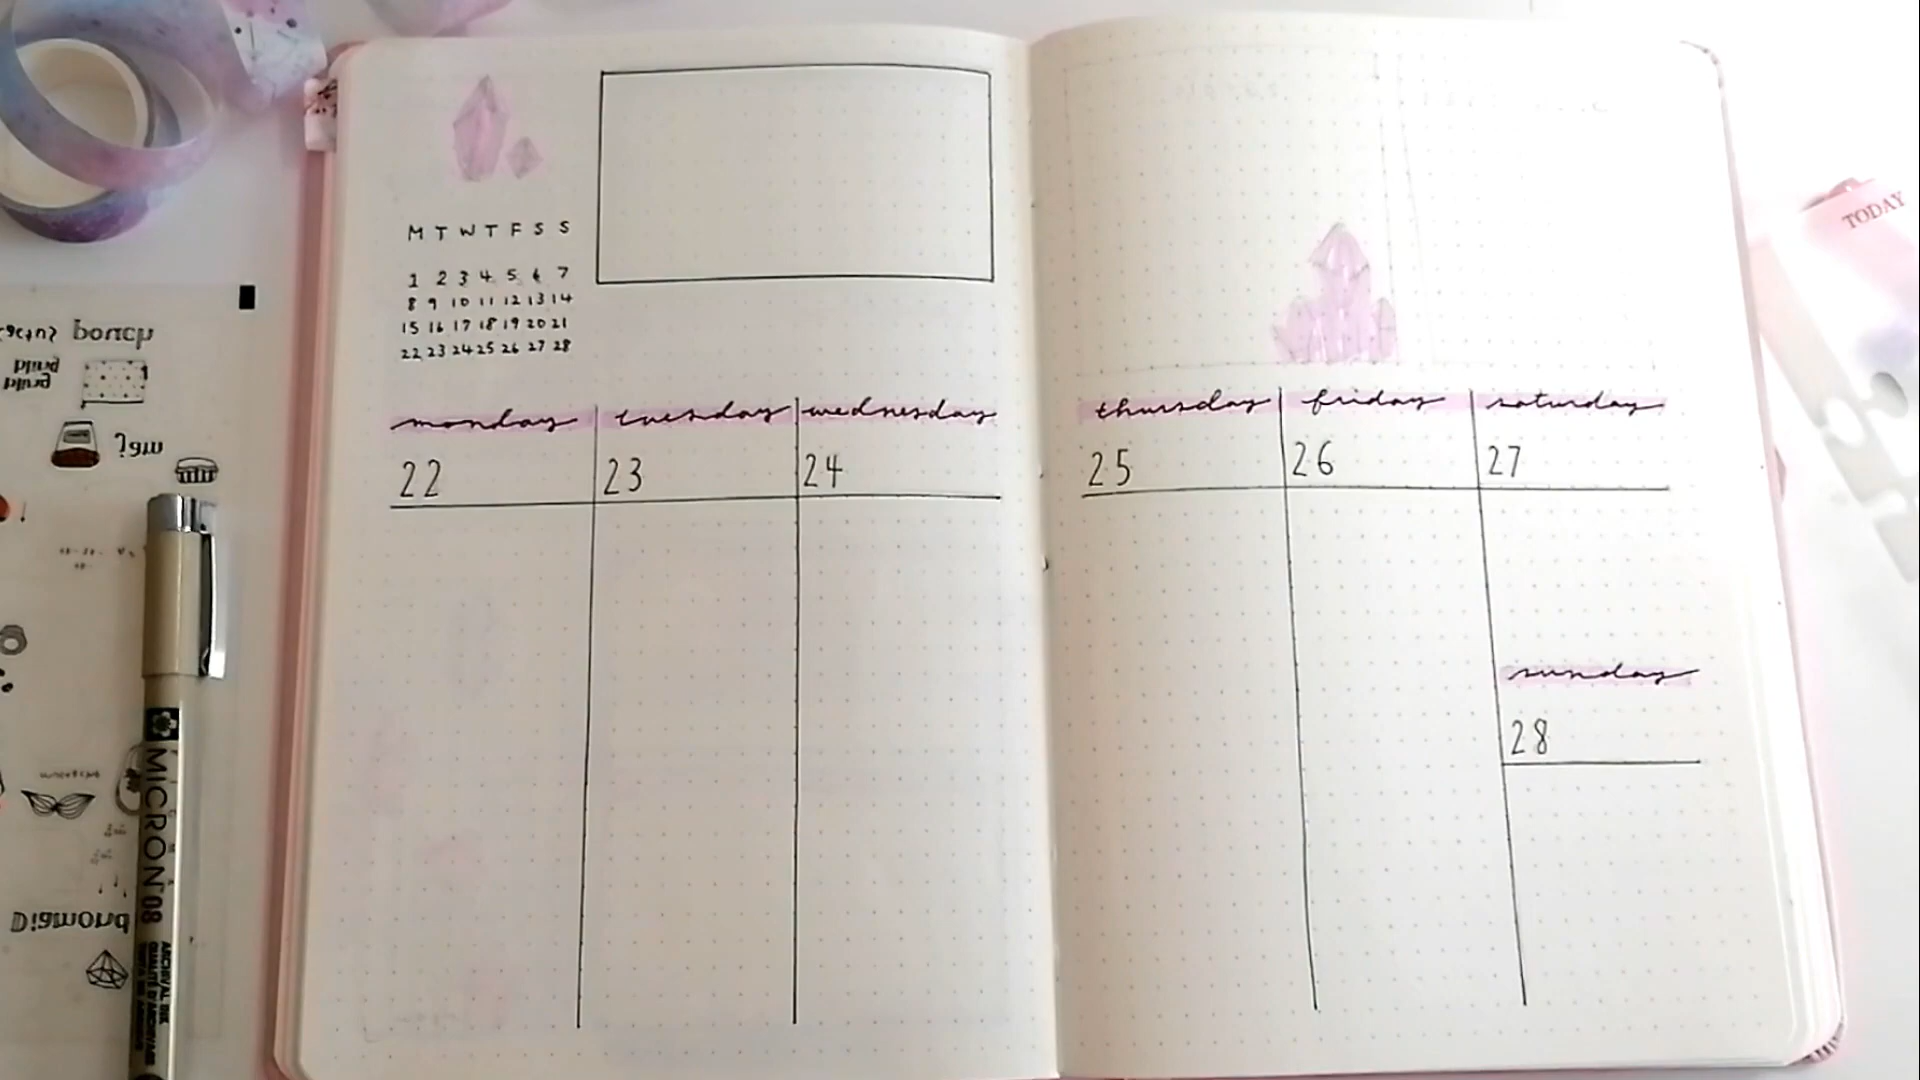 M T W T F S S
1 2 3 4 5 6 7
8 9 10 11 12 13 14
15 16 17 18 19 20 21
22 23 24 25 26 27 28
monday tuesday wednesday
22 23 24
thursday friday saturday
25 26 27
sunday
28
TODAY
MICRON 08
ARCHIVAL INK
Diamond